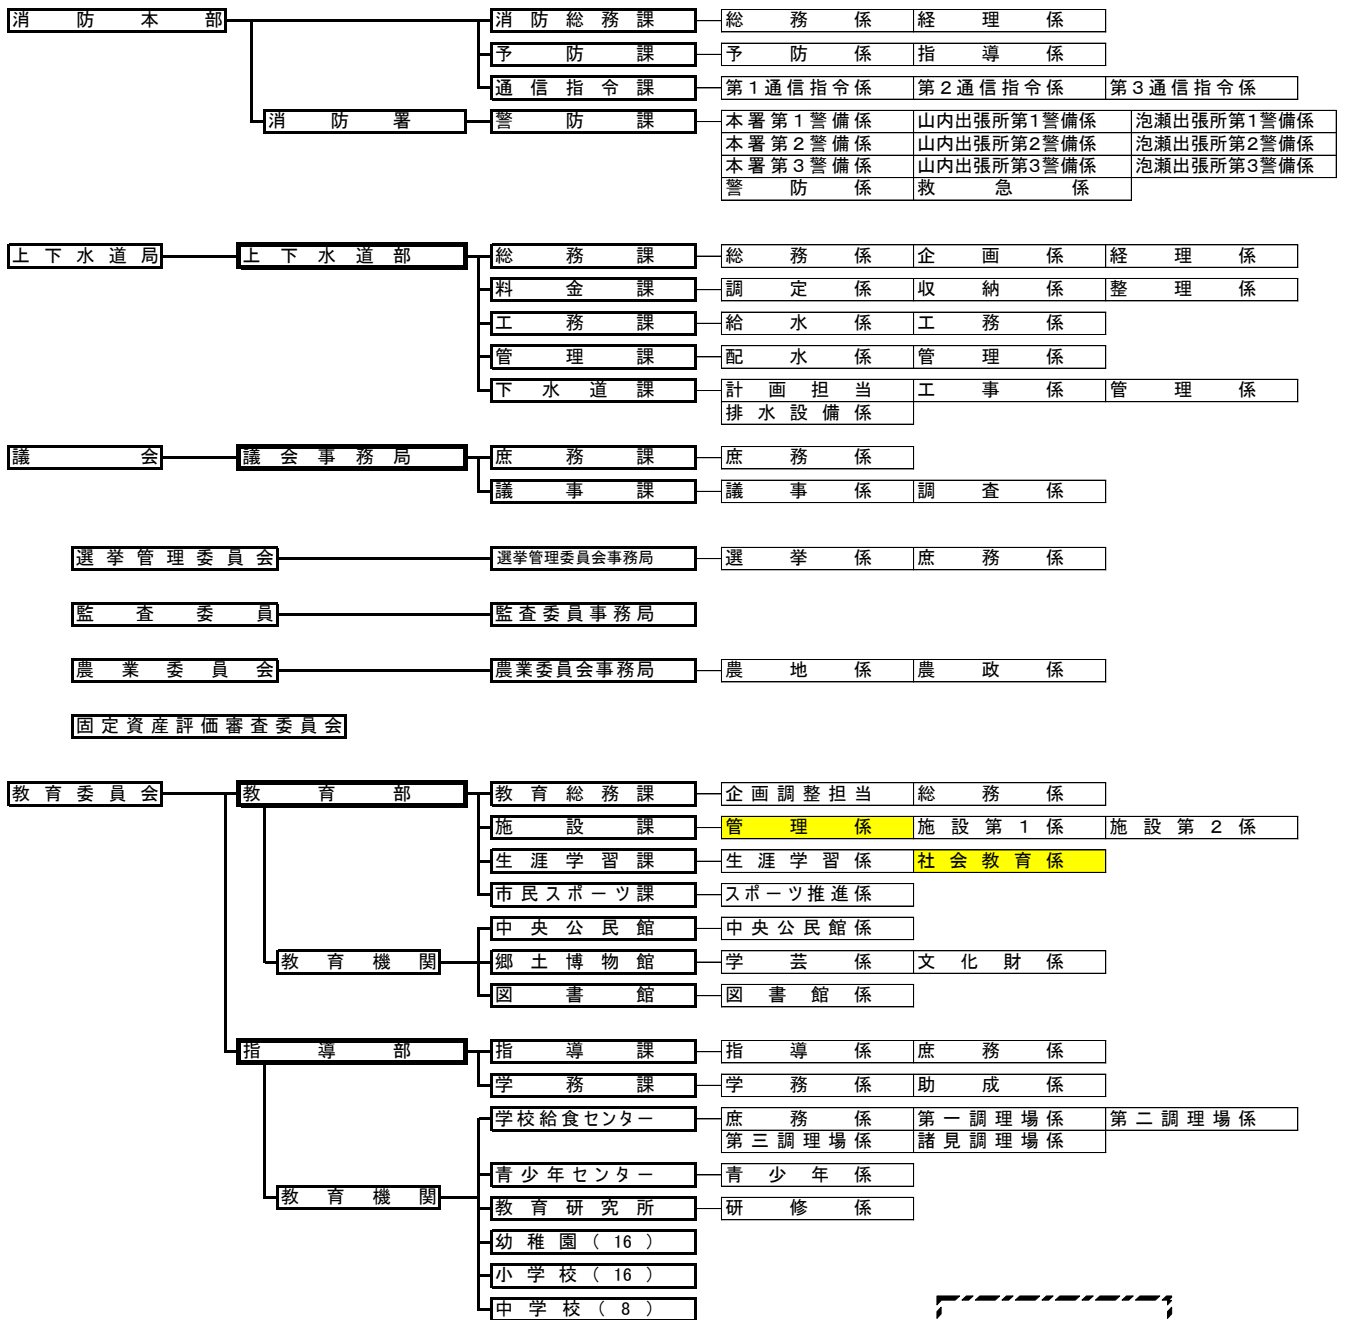 消防本部 消防総務課 総務係 経理係
予防課 予防係 指導係
通信指令課 第1通信指令係 第2通信指令係 第3通信指令係
消防署 警防課 本署第1警備係 山内出張所第1警備係 泡瀬出張所第1警備係
本署第2警備係 山内出張所第2警備係 泡瀬出張所第2警備係
本署第3警備係 山内出張所第3警備係 泡瀬出張所第3警備係
警防係 救急係
上下水道局 上下水道部 総務課 総務係 企画係 経理係
料金課 調定係 収納係 整理係
工務課 給水係 工務係
管理課 配水係 管理係
下水道課 計画担当 工事係 管理係
排水設備係
議会 議会事務局 庶務課 庶務係
議事課 議事係 調査係
選挙管理委員会 選挙管理委員会事務局 選挙係 庶務係
監査委員 監査委員事務局
農業委員会 農業委員会事務局 農地係 農政係
固定資産評価審査委員会
教育委員会 教育部 教育総務課 企画調整担当 総務係
施設課 管理係 施設第1係 施設第2係
生涯学習課 生涯学習係 社会教育係
市民スポーツ課 スポーツ推進係
中央公民館 中央公民館係
教育機関 郷土博物館 学芸係 文化財係
図書館 図書館係
指導部 指導課 指導係 庶務係
学務課 学務係 助成係
学校給食センター 庶務係 第一調理場係 第二調理場係
第三調理場係 諸見調理場係
青少年センター 青少年係
教育機関 教育研究所 研修係
幼稚園(16)
小学校(16)
中学校(8)